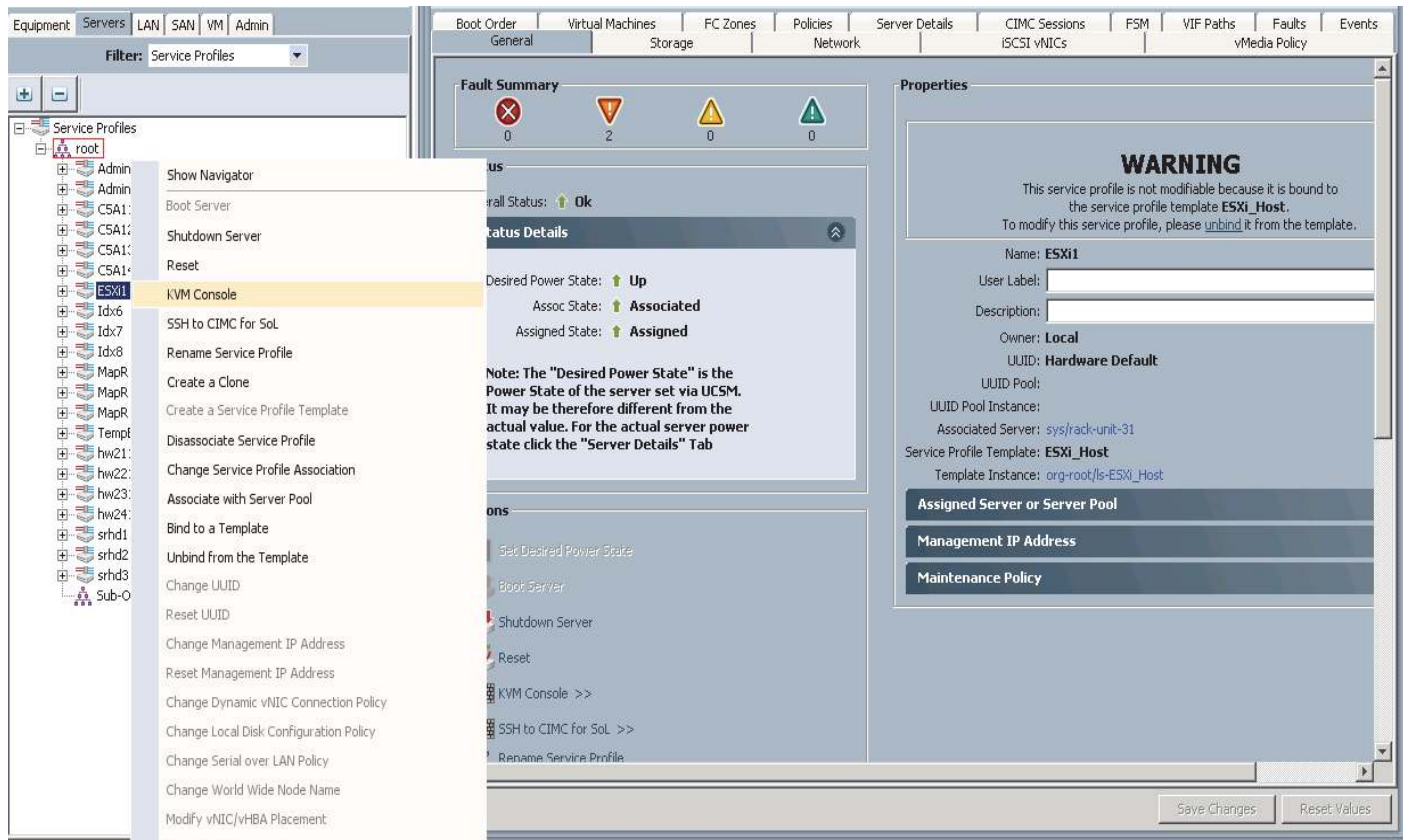 Equipment Servers LAN SAN VM Admin
Filter: Service Profiles
Service Profiles
root
Admin
Admin
C5A11
C5A12
C5A13
C5A14
ESXi1
Idx6
Idx7
Idx8
MapR
MapR
MapR
hw21
hw22
hw23
hw24
srhd1
srhd2
srhd3
Sub-O
Show Navigator
Boot Server
Shutdown Server
Reset
KVM Console
SSH to CIMC for SoL
Rename Service Profile
Create a Clone
Create a Service Profile Template
Disassociate Service Profile
Change Service Profile Association
Associate with Server Pool
Bind to a Template
Unbind from the Template
Change UUID
Reset UUID
Change Management IP Address
Reset Management IP Address
Change Dynamic vNIC Connection Policy
Change Local Disk Configuration Policy
Change Serial over LAN Policy
Change World Wide Node Name
Modify vNIC/vHBA Placement
Boot Order Virtual Machines FC Zones Policies Server Details CIMC Sessions FSM VIF Paths Faults Events
General Storage Network iSCSI vNICs vMedia Policy
Fault Summary
0 2 0 0
us
rall Status: Ok
tatus Details
Desired Power State: Up
Assoc State: Associated
Assigned State: Assigned
Note: The "Desired Power State" is the
Power State of the server set via UCSM.
It may be therefore different from the
actual value. For the actual server power
state click the "Server Details" Tab
ons
Set Desired Power State
Boot Server
Shutdown Server
Reset
KVM Console >>
SSH to CIMC for SoL >>
Rename Service Profile
Properties
WARNING
This service profile is not modifiable because it is bound to
the service profile template ESXi_Host.
To modify this service profile, please unbind it from the template.
Name: ESXi1
User Label:
Description:
Owner: Local
UUID: Hardware Default
UUID Pool:
UUID Pool Instance:
Associated Server: sys/rack-unit-31
Service Profile Template: ESXi_Host
Template Instance: org-root/ls-ESXi_Host
Assigned Server or Server Pool
Management IP Address
Maintenance Policy
Save Changes Reset Values